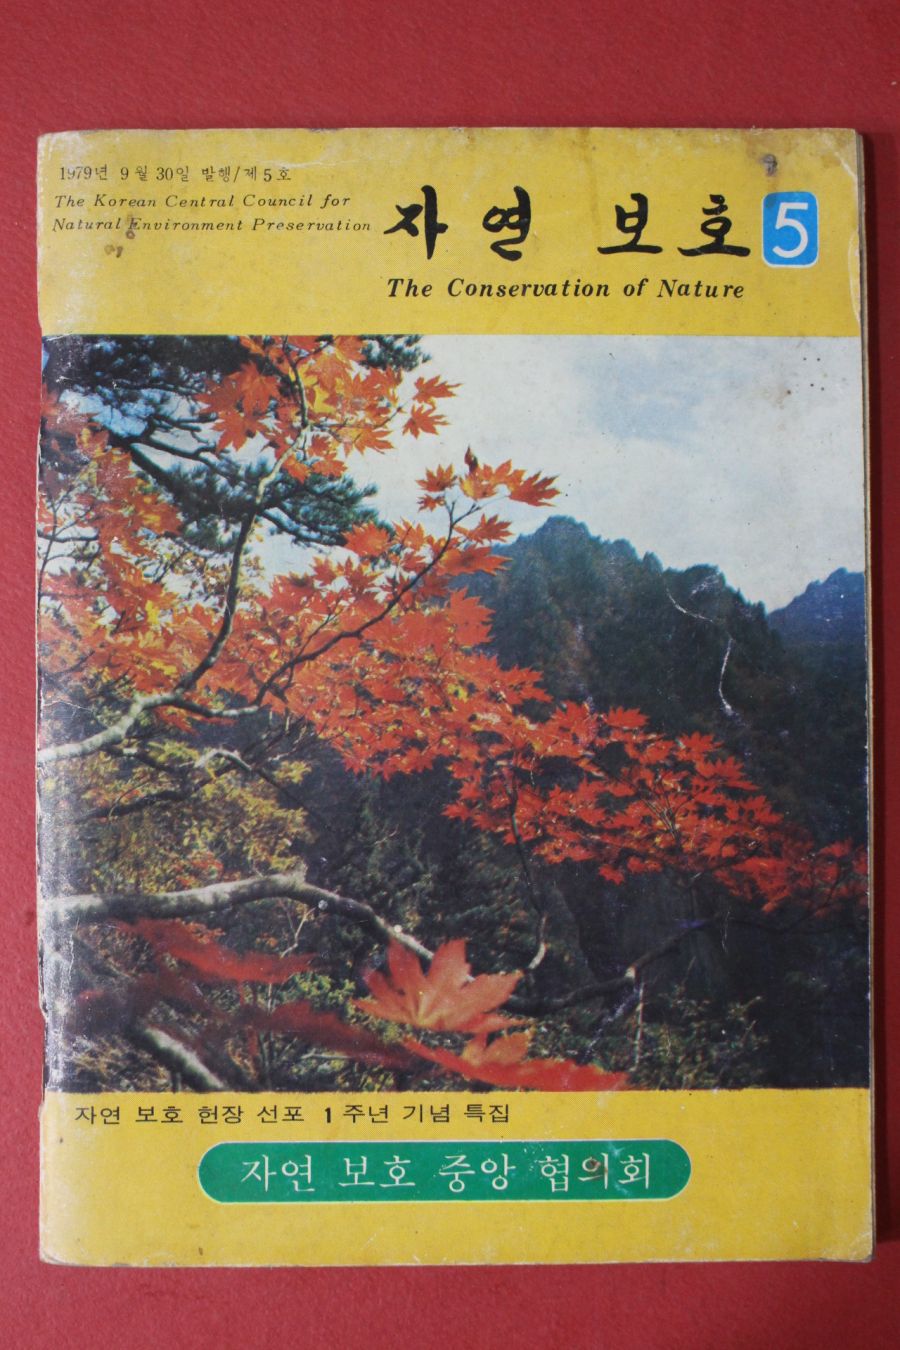 1979년 9월 30일 발행/제5호
The Korean Central Council for
Natural Environment Preservation
자연 보호 5
The Conservation of Nature
자연 보호 헌장 선포 1주년 기념 특집
자연 보호 중앙 협의회